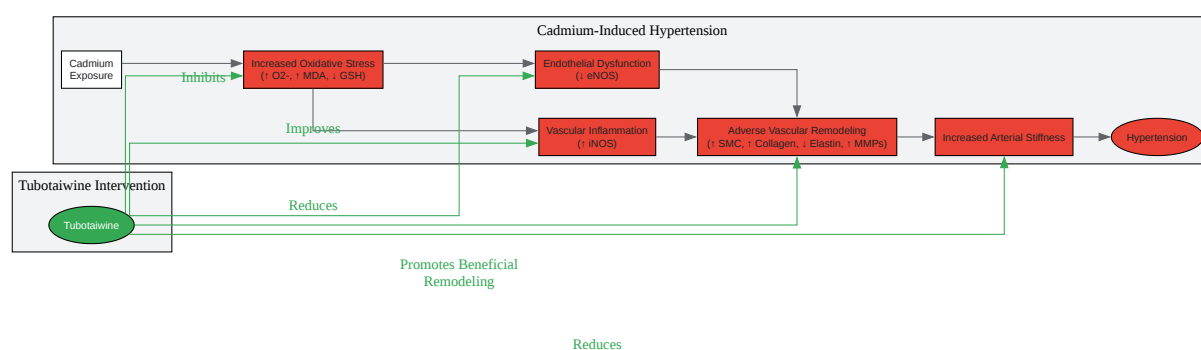 Cadmium-Induced Hypertension
Cadmium
Exposure
Increased Oxidative Stress
(↑ O2-, ↑ MDA, ↓ GSH)
Endothelial Dysfunction
(↓ eNOS)
Inhibits
Improves
Vascular Inflammation
(↑ iNOS)
Adverse Vascular Remodeling
(↑ SMC, ↑ Collagen, ↓ Elastin, ↑ MMPs)
Increased Arterial Stiffness
Hypertension
Tubotaiwine Intervention
Tubotaiwine
Reduces
Promotes Beneficial
Remodeling
Reduces